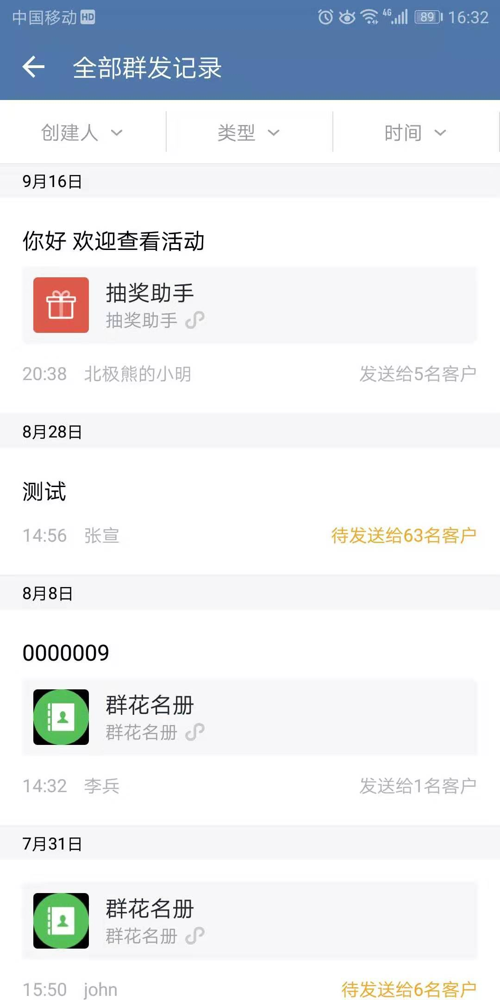 中国移动 HD 4G 89 16:32
全部群发记录
创建人 类型 时间
9月16日
你好 欢迎查看活动
抽奖助手
抽奖助手
20:38 北极熊的小明 发送给5名客户
8月28日
测试
14:56 张宣 待发送给63名客户
8月8日
0000009
群花名册
群花名册
14:32 李兵 发送给1名客户
7月31日
群花名册
群花名册
15:50 john 待发送给6名客户